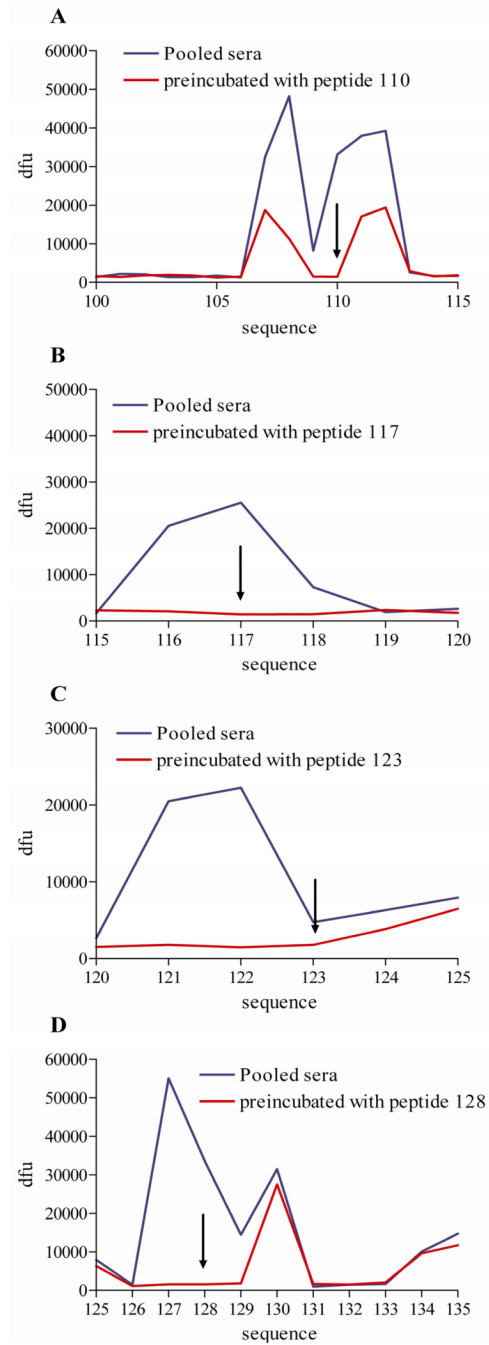 A
60000
50000
40000
30000
20000
10000
0
dfu
Pooled sera
preincubated with peptide 110
100 105 110 115
sequence
B
50000
40000
30000
20000
10000
0
dfu
Pooled sera
preincubated with peptide 117
115 116 117 118 119 120
sequence
C
30000
20000
10000
0
dfu
Pooled sera
preincubated with peptide 123
120 121 122 123 124 125
sequence
D
60000
50000
40000
30000
20000
10000
0
dfu
Pooled sera
preincubated with peptide 128
125 126 127 128 129 130 131 132 133 134 135
sequence